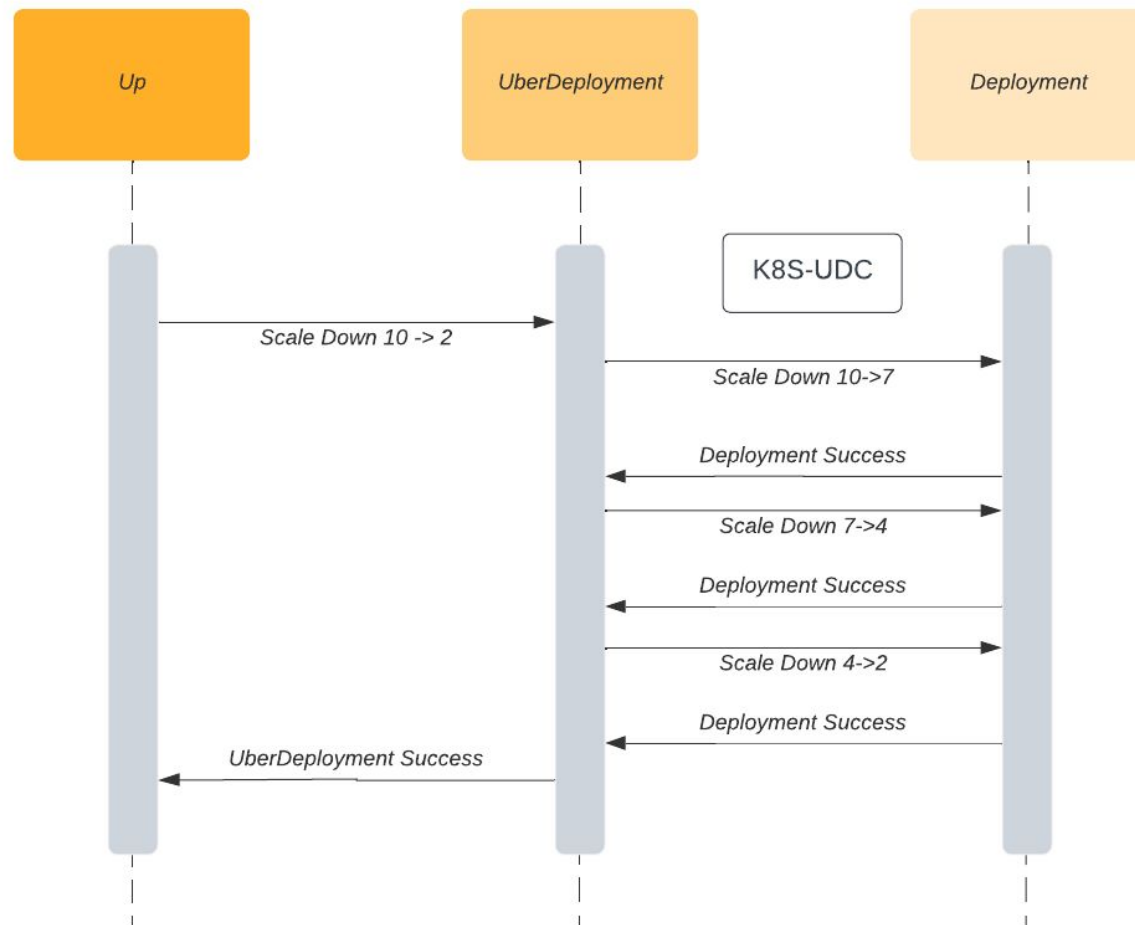 Up
UberDeployment
Deployment
K8S-UDC
Scale Down 10 -> 2
Scale Down 10->7
Deployment Success
Scale Down 7->4
Deployment Success
Scale Down 4->2
Deployment Success
UberDeployment Success